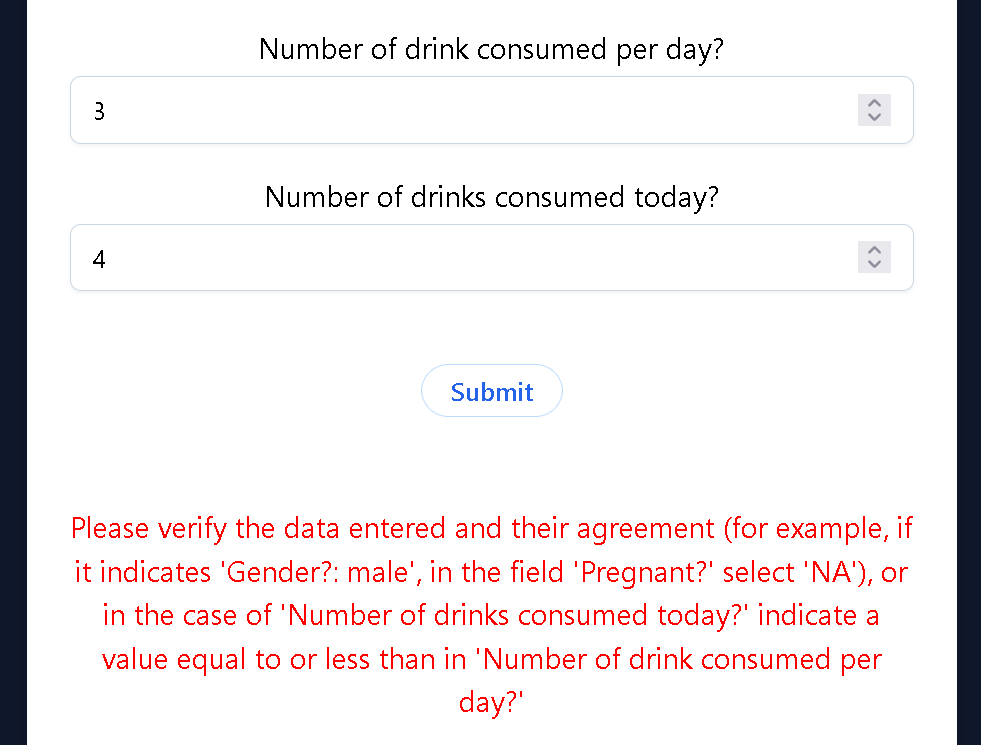 Number of drink consumed per day?
3
Number of drinks consumed today?
4
Submit
Please verify the data entered and their agreement (for example, if
it indicates 'Gender?: male', in the field 'Pregnant?' select 'NA'), or
in the case of 'Number of drinks consumed today?' indicate a
value equal to or less than in 'Number of drink consumed per
day?'